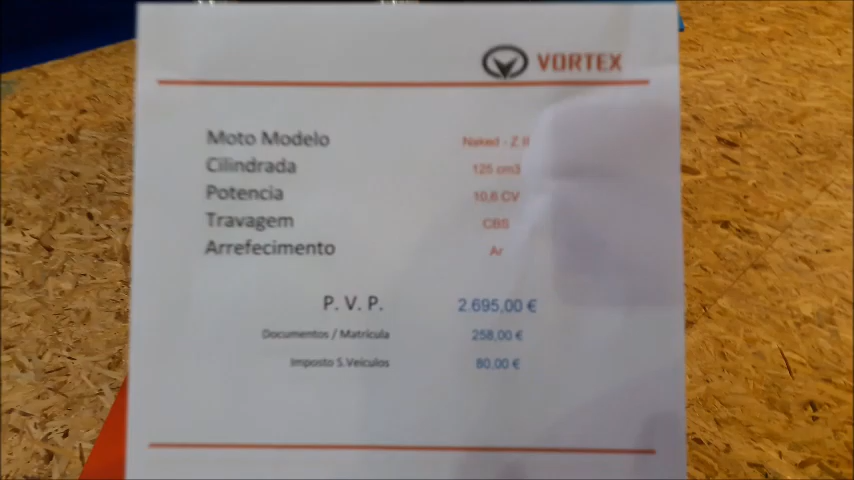 VORTEX
Moto Modelo Naked - Z II
Cilindrada 125 cm3
Potencia 10,6 CV
Travagem CBS
Arrefecimento Ar
P. V. P. 2.695,00 €
Documentos / Matrícula 258,00 €
Imposto S.Veículos 80,00 €